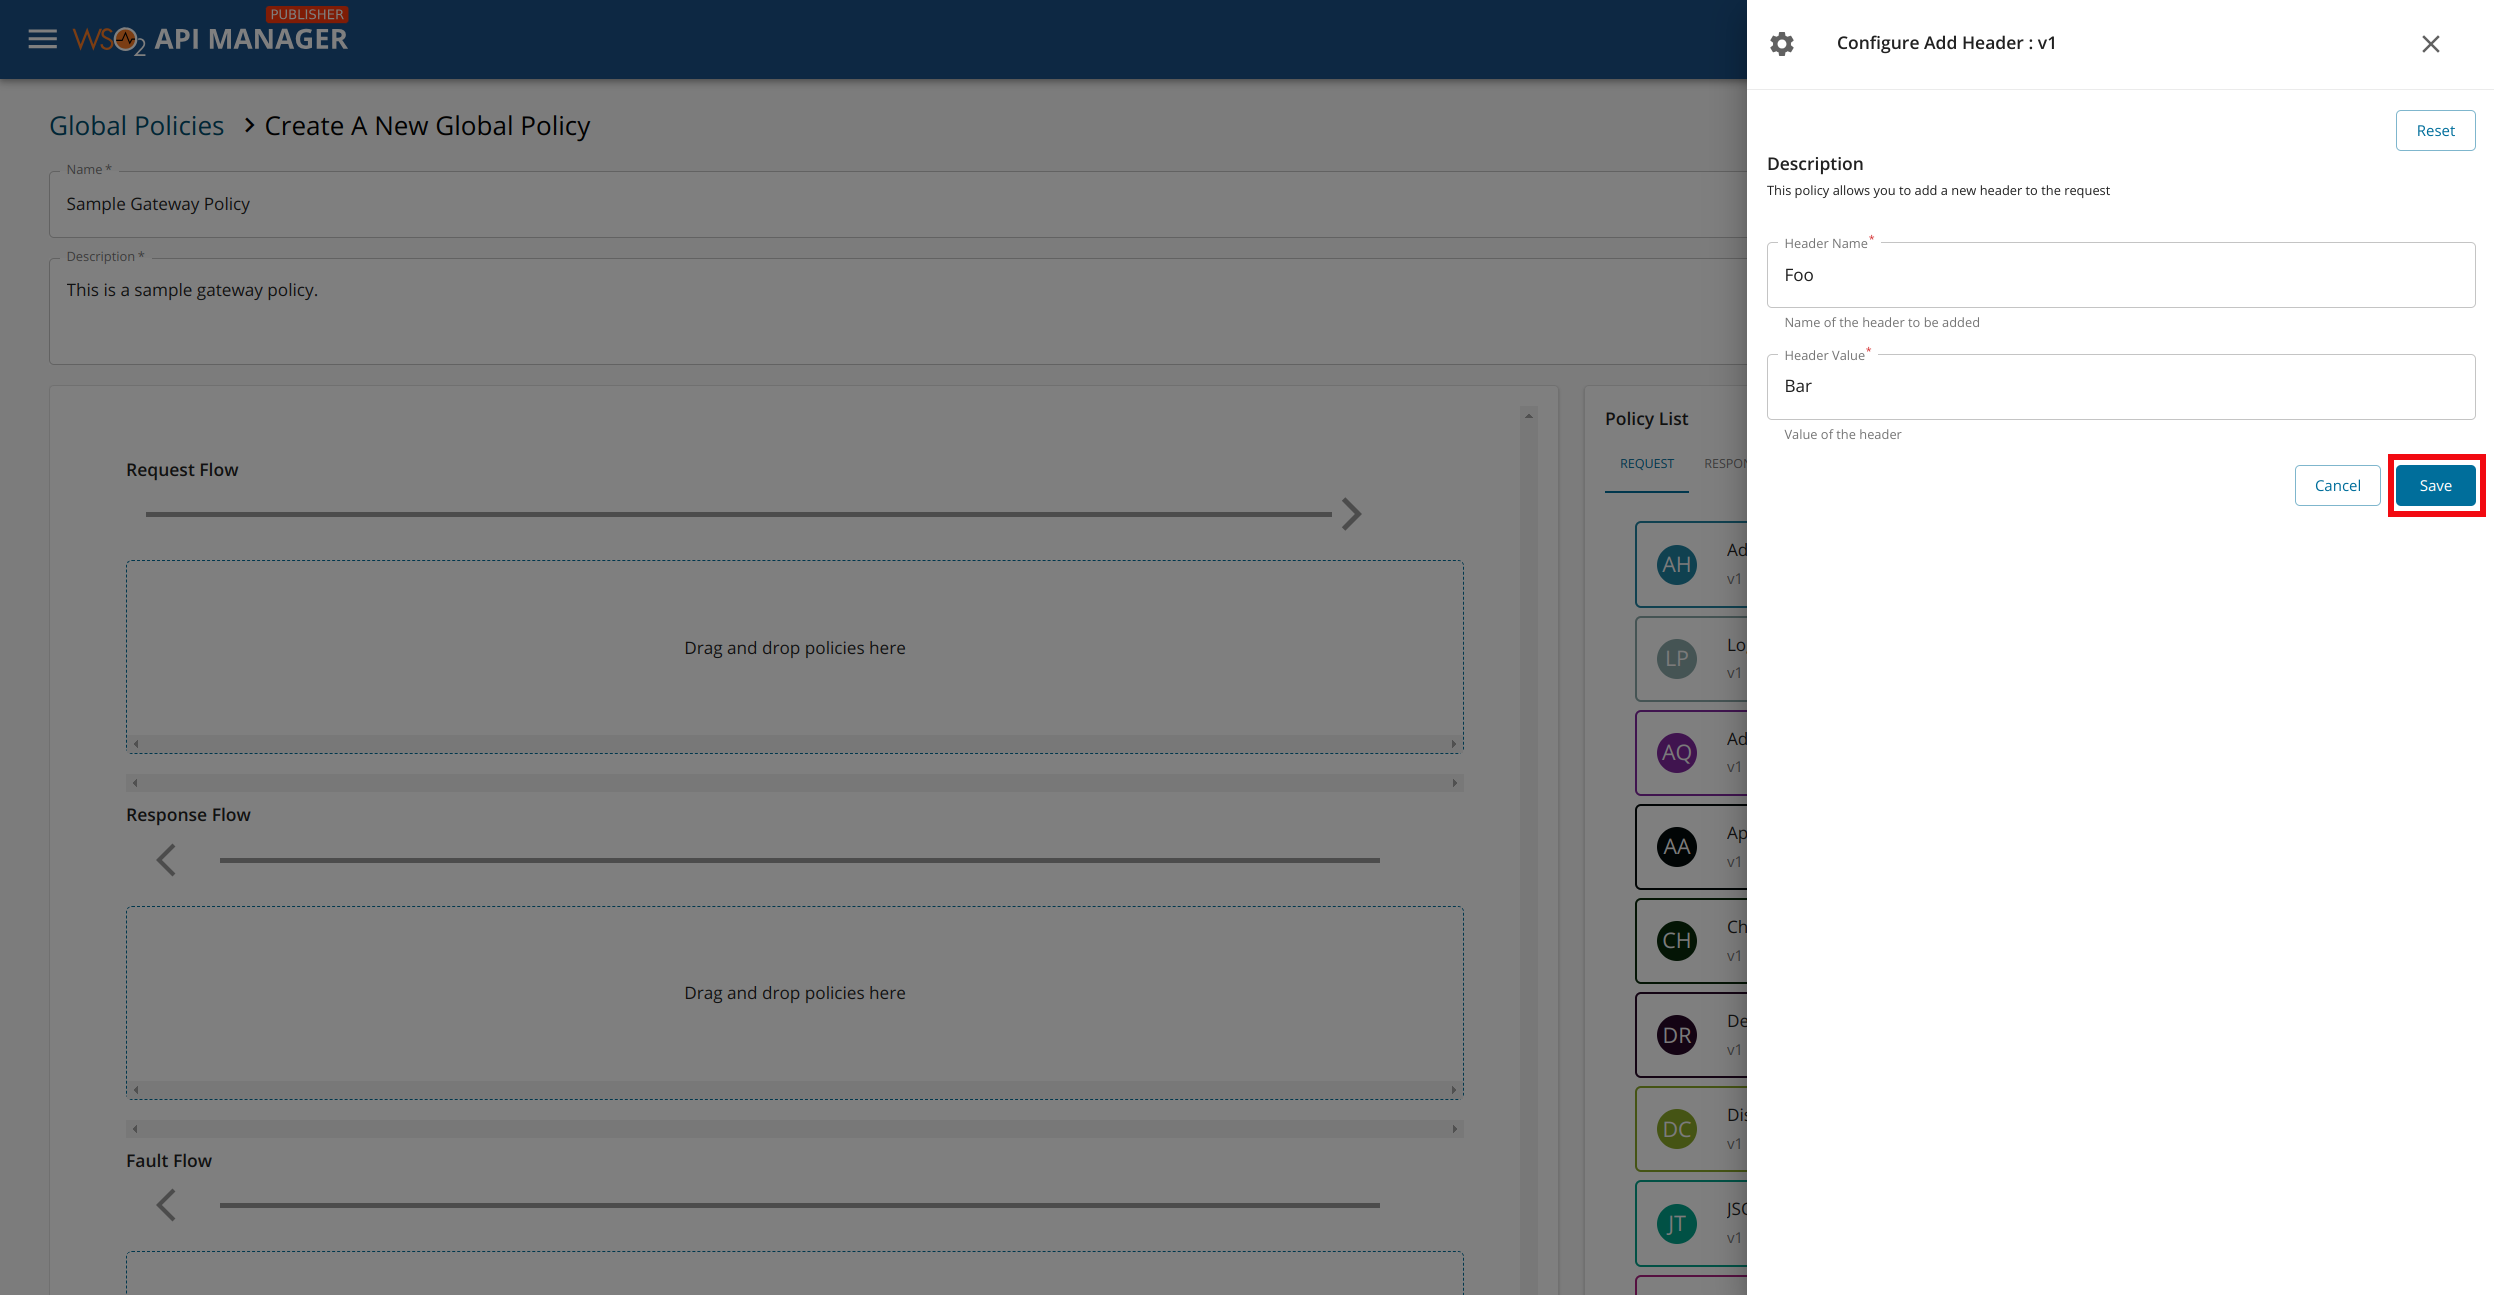 PUBLISHER
WSO2 API MANAGER
Global Policies > Create A New Global Policy
Name *
Sample Gateway Policy
Description *
This is a sample gateway policy.
Request Flow
Drag and drop policies here
Response Flow
Drag and drop policies here
Fault Flow
Policy List
REQUEST RESPON
AH Ad
v1
LP Lo
v1
AQ Ad
v1
AA Ap
v1
CH Ch
v1
DR De
v1
DC Dis
v1
JT JSO
v1
Configure Add Header : v1
Reset
Description
This policy allows you to add a new header to the request
Header Name*
Foo
Name of the header to be added
Header Value*
Bar
Value of the header
Cancel Save